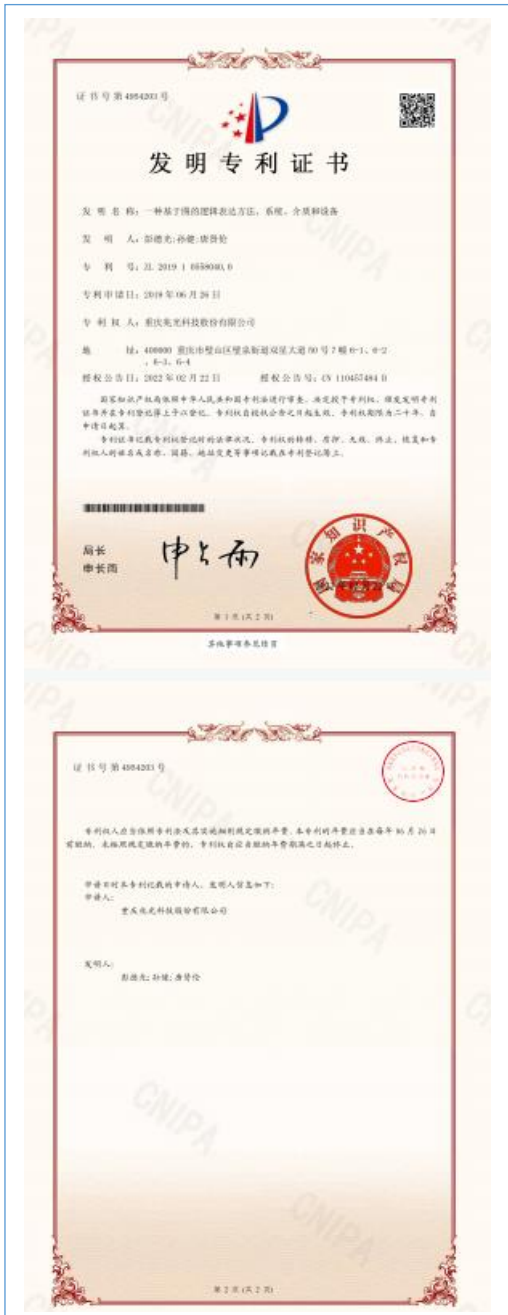 证书号第4954203号
发明专利证书
发明名称：一种基于图的逻辑表达方法、系统、介质和设备
发明人：彭德光;孙健;唐贤伦
专利号：ZL 2019 1 0558040.0
专利申请日：2019年06月26日
专利权人：重庆兆光科技股份有限公司
地址：400000 重庆市璧山区璧泉街道双星大道50号7幢6-1、6-2
、6-3、6-4
授权公告日：2022年02月22日 授权公告号：CN 110457484 B
国家知识产权局依照中华人民共和国专利法进行审查，决定授予专利权，颁发发明专利
证书并在专利登记簿上予以登记。专利权自授权公告之日起生效。专利权期限为二十年，自
申请日起算。
专利证书记载专利权登记时的法律状况。专利权的转移、质押、无效、终止、恢复和专
利权人的姓名或名称、国籍、地址变更等事项记载在专利登记簿上。
局长
申长雨
申长雨
国家知识产权局
第 1 页 (共 2 页)
其他事项参见续页
证书号第4954203号
专利权人应当依照专利法及其实施细则规定缴纳年费。本专利的年费应当在每年06月26日
前缴纳。未按照规定缴纳年费的，专利权自应当缴纳年费期满之日起终止。
申请日时本专利记载的申请人、发明人信息如下：
申请人：
重庆兆光科技股份有限公司
发明人：
彭德光;孙健;唐贤伦
第 2 页 (共 2 页)
CNIPA